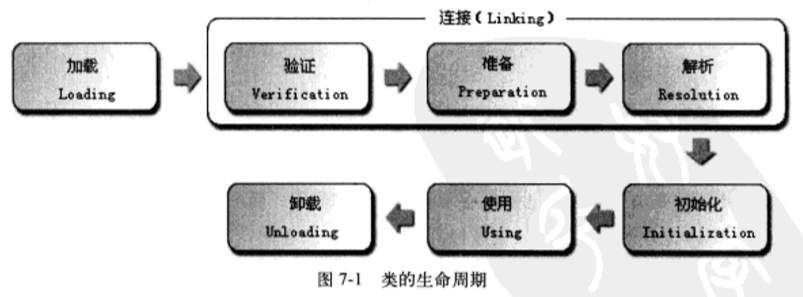 连接(Linking)
加载
Loading
验证
Verification
准备
Preparation
解析
Resolution
卸载
Unloading
使用
Using
初始化
Initialization
图 7-1 类的生命周期